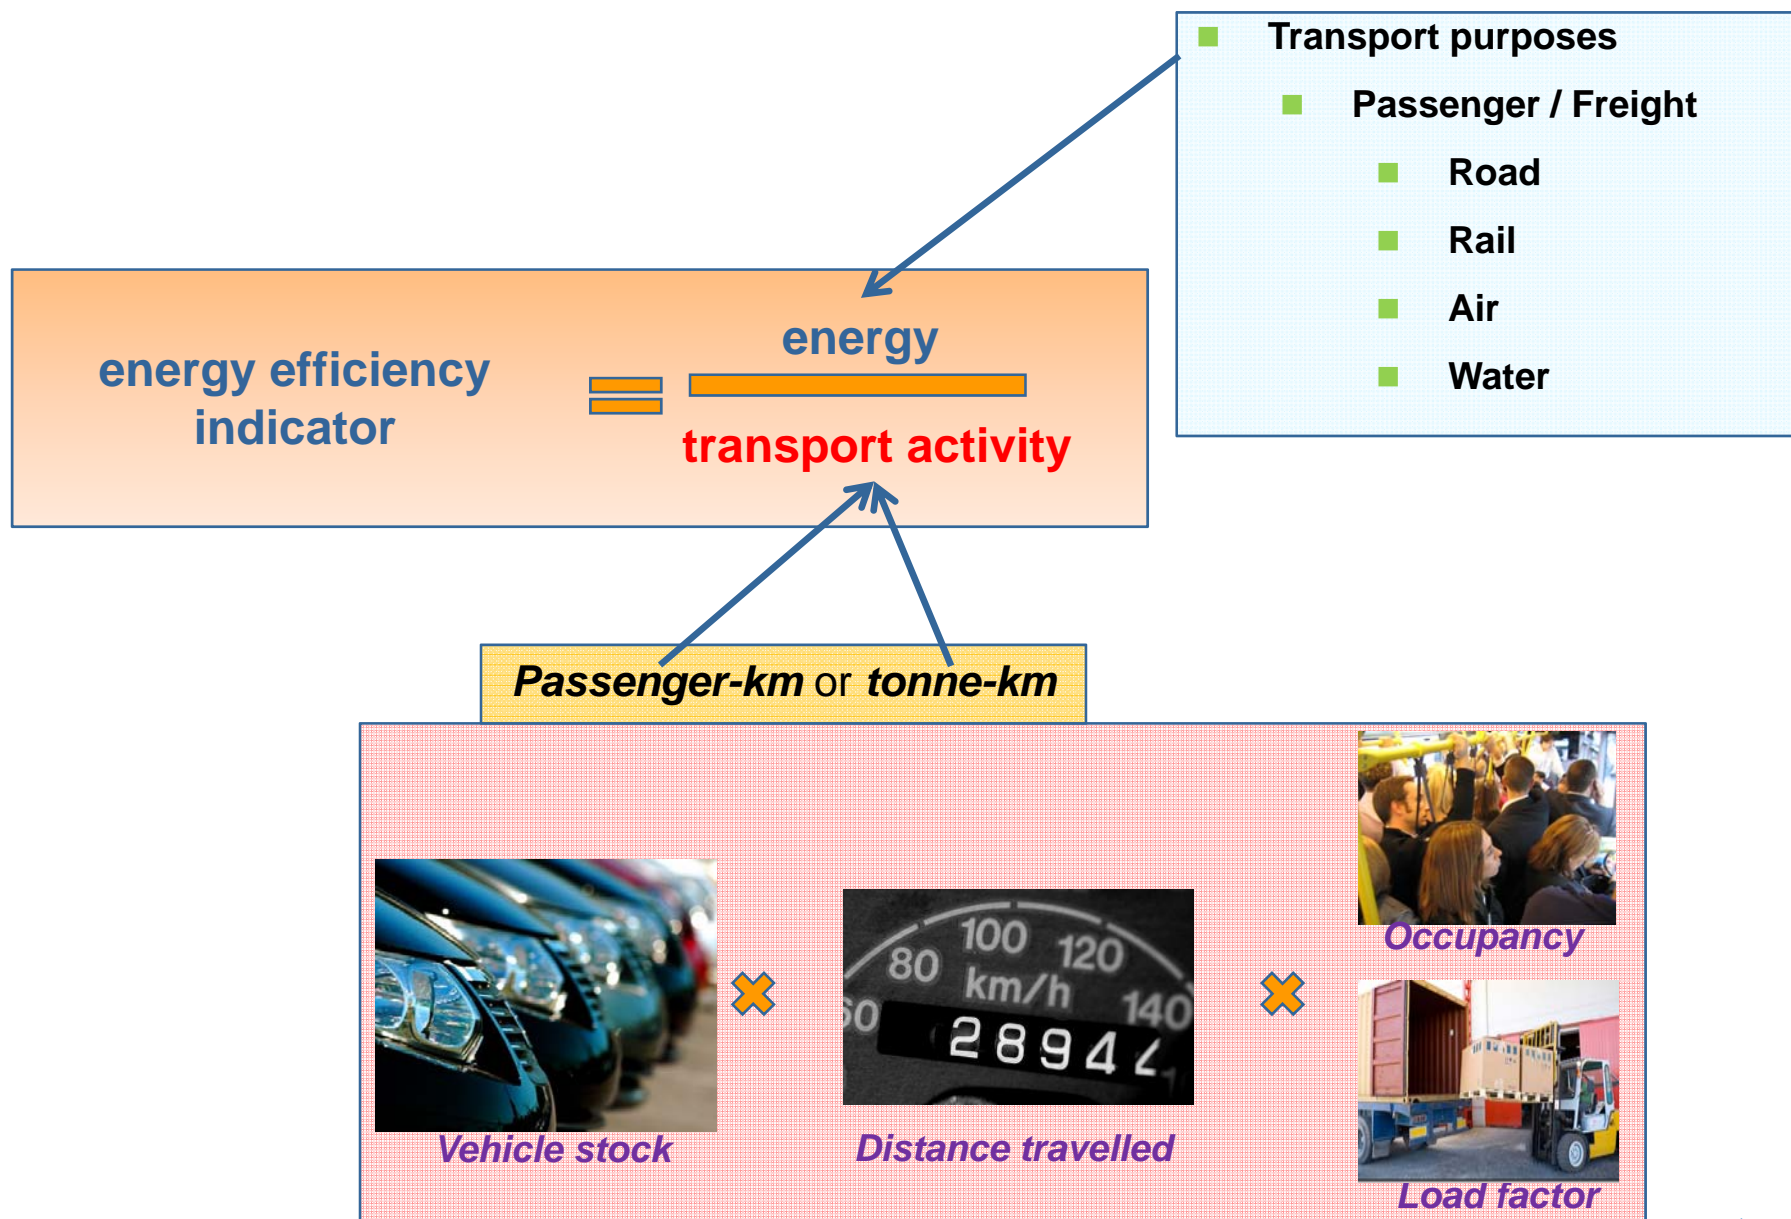 Transport purposes
Passenger / Freight
Road
Rail
Air
Water
energy efficiency
indicator
energy
transport activity
Passenger-km or tonne-km
Occupancy
80
100
120
140
km/h
2894
Vehicle stock
Distance travelled
Load factor